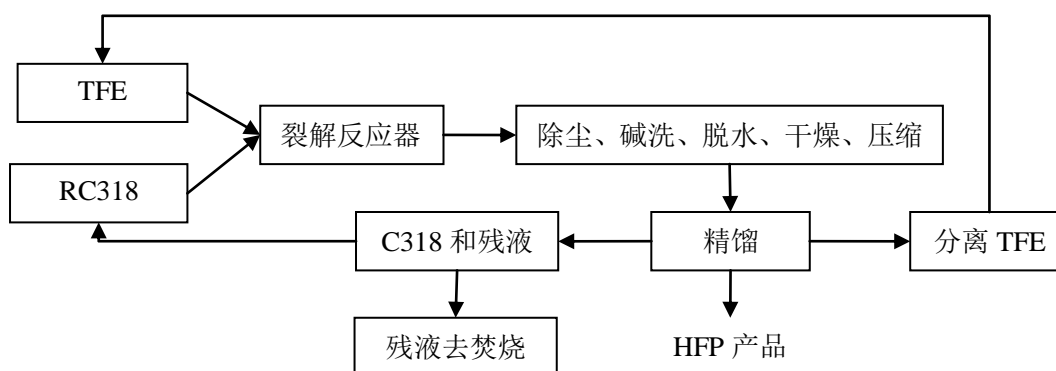 TFE
裂解反应器
除尘、碱洗、脱水、干燥、压缩
RC318
C318 和残液
精馏
分离 TFE
残液去焚烧
HFP 产品